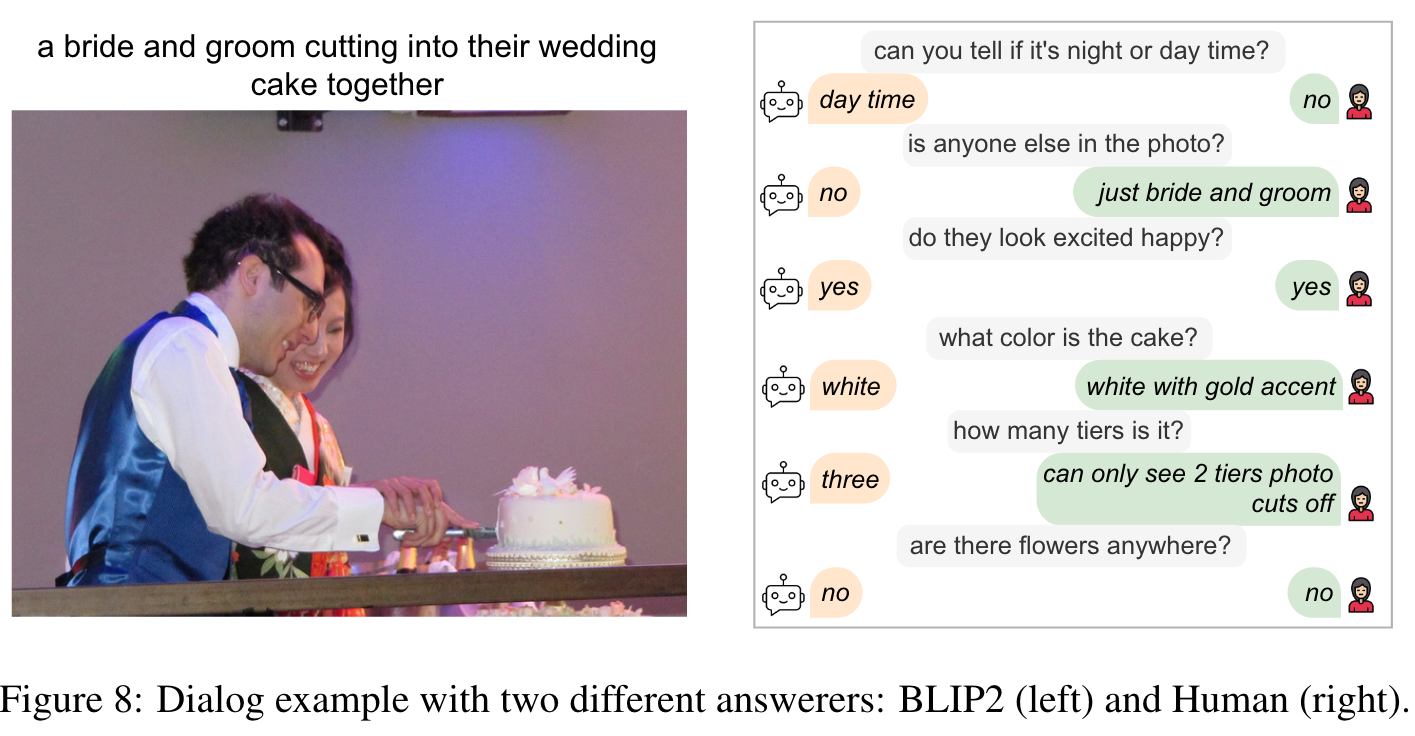 a bride and groom cutting into their wedding
cake together
can you tell if it's night or day time?
day time
no
is anyone else in the photo?
no
just bride and groom
do they look excited happy?
yes
yes
what color is the cake?
white
white with gold accent
how many tiers is it?
three
can only see 2 tiers photo
cuts off
are there flowers anywhere?
no
no
Figure 8: Dialog example with two different answerers: BLIP2 (left) and Human (right).